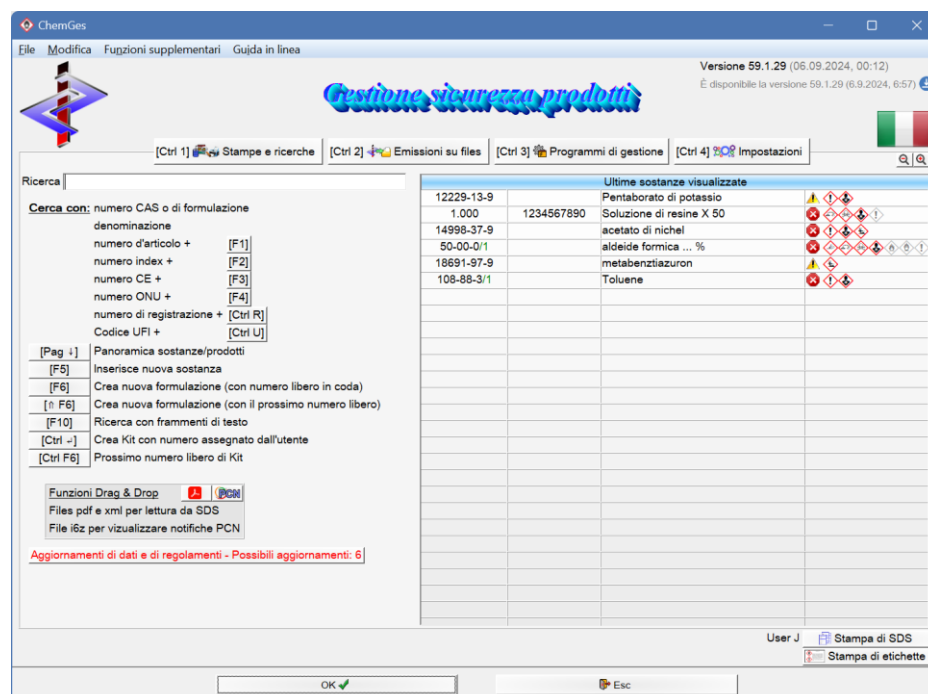 ChemGes
File Modifica Funzioni supplementari Guida in linea
Versione 59.1.29 (06.09.2024, 00:12)
È disponibile la versione 59.1.29 (6.9.2024, 6:57)
Gestione sicurezza prodotti
[Ctrl 1] Stampe e ricerche [Ctrl 2] Emissioni su files [Ctrl 3] Programmi di gestione [Ctrl 4] Impostazioni
Ricerca
Cerca con: numero CAS o di formulazione
denominazione
numero d'articolo + [F1]
numero index + [F2]
numero CE + [F3]
numero ONU + [F4]
numero di registrazione + [Ctrl R]
Codice UFI + [Ctrl U]
[Pag ↓] Panoramica sostanze/prodotti
[F5] Inserisce nuova sostanza
[F6] Crea nuova formulazione (con numero libero in coda)
[⇑ F6] Crea nuova formulazione (con il prossimo numero libero)
[F10] Ricerca con frammenti di testo
[Ctrl ↵] Crea Kit con numero assegnato dall'utente
[Ctrl F6] Prossimo numero libero di Kit
Funzioni Drag & Drop PCN
Files pdf e xml per lettura da SDS
File i6z per vizualizzare notifiche PCN
Aggiornamenti di dati e di regolamenti - Possibili aggiornamenti: 6
Ultime sostanze visualizzate
12229-13-9 Pentaborato di potassio
1.000 1234567890 Soluzione di resine X 50
14998-37-9 acetato di nichel
50-00-0/1 aldeide formica ... %
18691-97-9 metabenztiazuron
108-88-3/1 Toluene
User J Stampa di SDS
Stampa di etichette
OK Esc